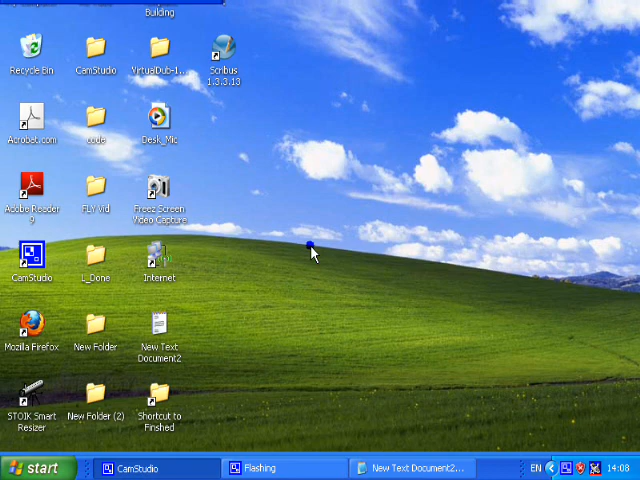 Building
Recycle Bin
CamStudio
VirtualDub-1...
Scribus
1.3.3.13
Acrobat.com
code
Desk_Mic
Adobe Reader
9
FLY Vid
Freez Screen
Video Capture
CamStudio
L_Done
Internet
Mozilla Firefox
New Folder
New Text
Document2
STOIK Smart
Resizer
New Folder (2)
Shortcut to
Finshed
start
CamStudio
Flashing
New Text Document2...
EN
14:08